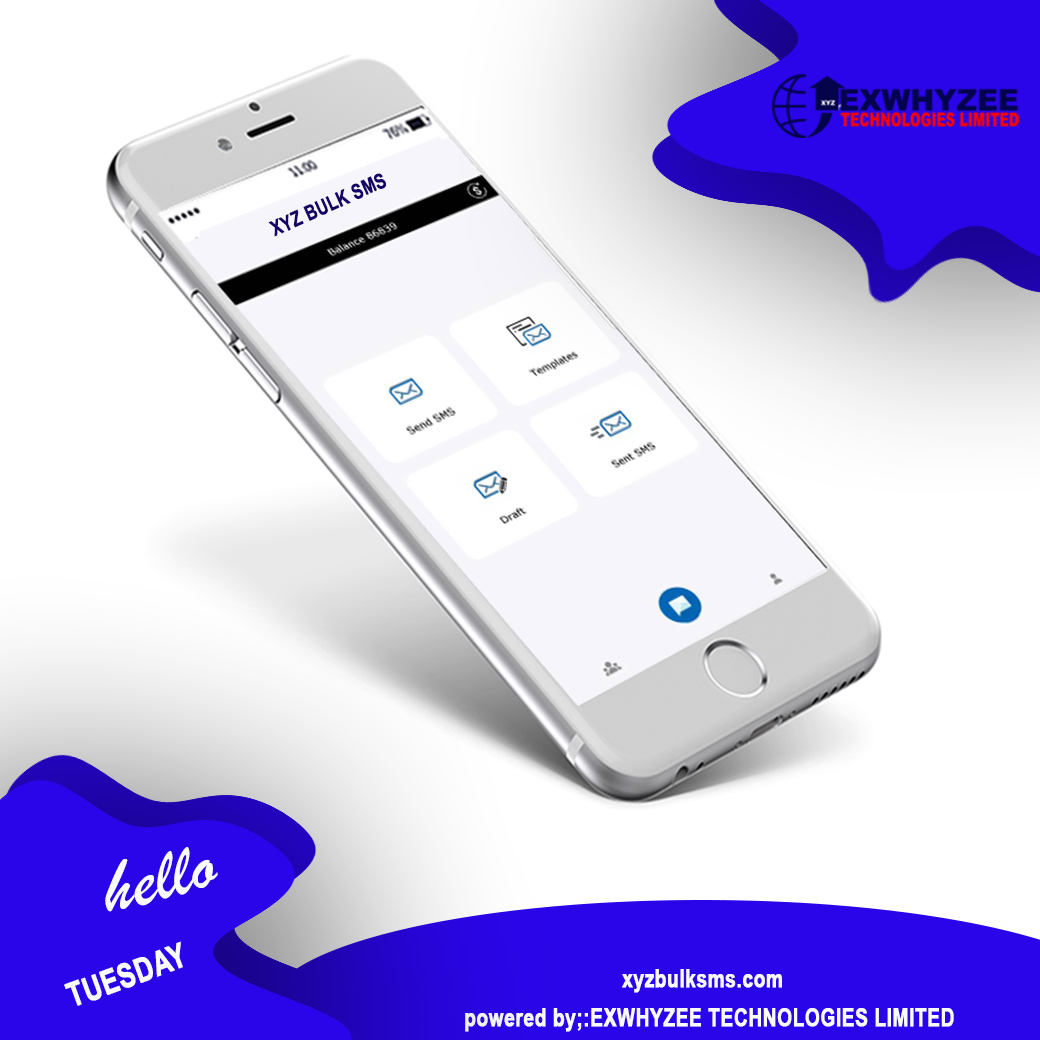 XYZ
EXWHYZEE
TECHNOLOGIES LIMITED
76%
11:00
XYZ BULK SMS
Balance 86839
Templates
Send SMS
Sent SMS
Draft
hello
TUESDAY
xyzbulksms.com
powered by;:EXWHYZEE TECHNOLOGIES LIMITED